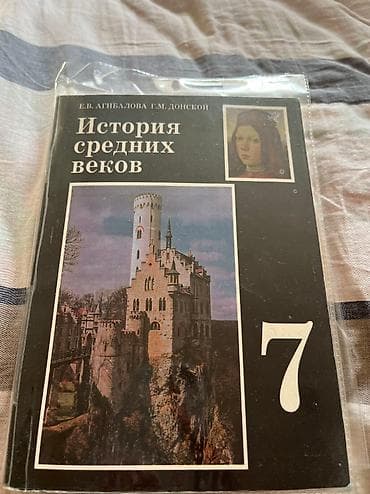 Е.В. АГИБАЛОВА Г.М. ДОНСКОЙ
История
средних
веков
7